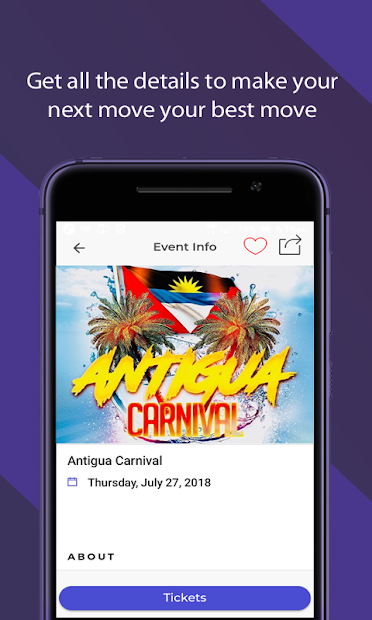 Get all the details to make your
next move your best move
Event Info
ANTIGUA
CARNIVAL
Antigua Carnival
Thursday, July 27, 2018
ABOUT
Tickets